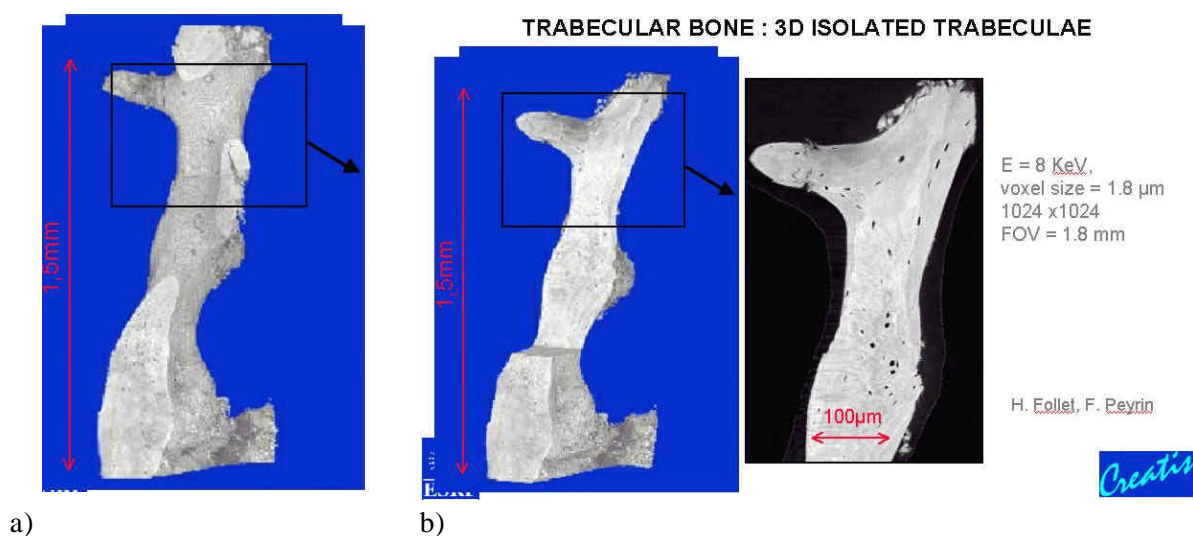 TRABECULAR BONE : 3D ISOLATED TRABECULAE
1,5mm
1,5mm
100µm
E = 8 KeV,
voxel size = 1.8 µm
1024 x1024
FOV = 1.8 mm
H. Follet, F. Peyrin
Creatis
a)
b)